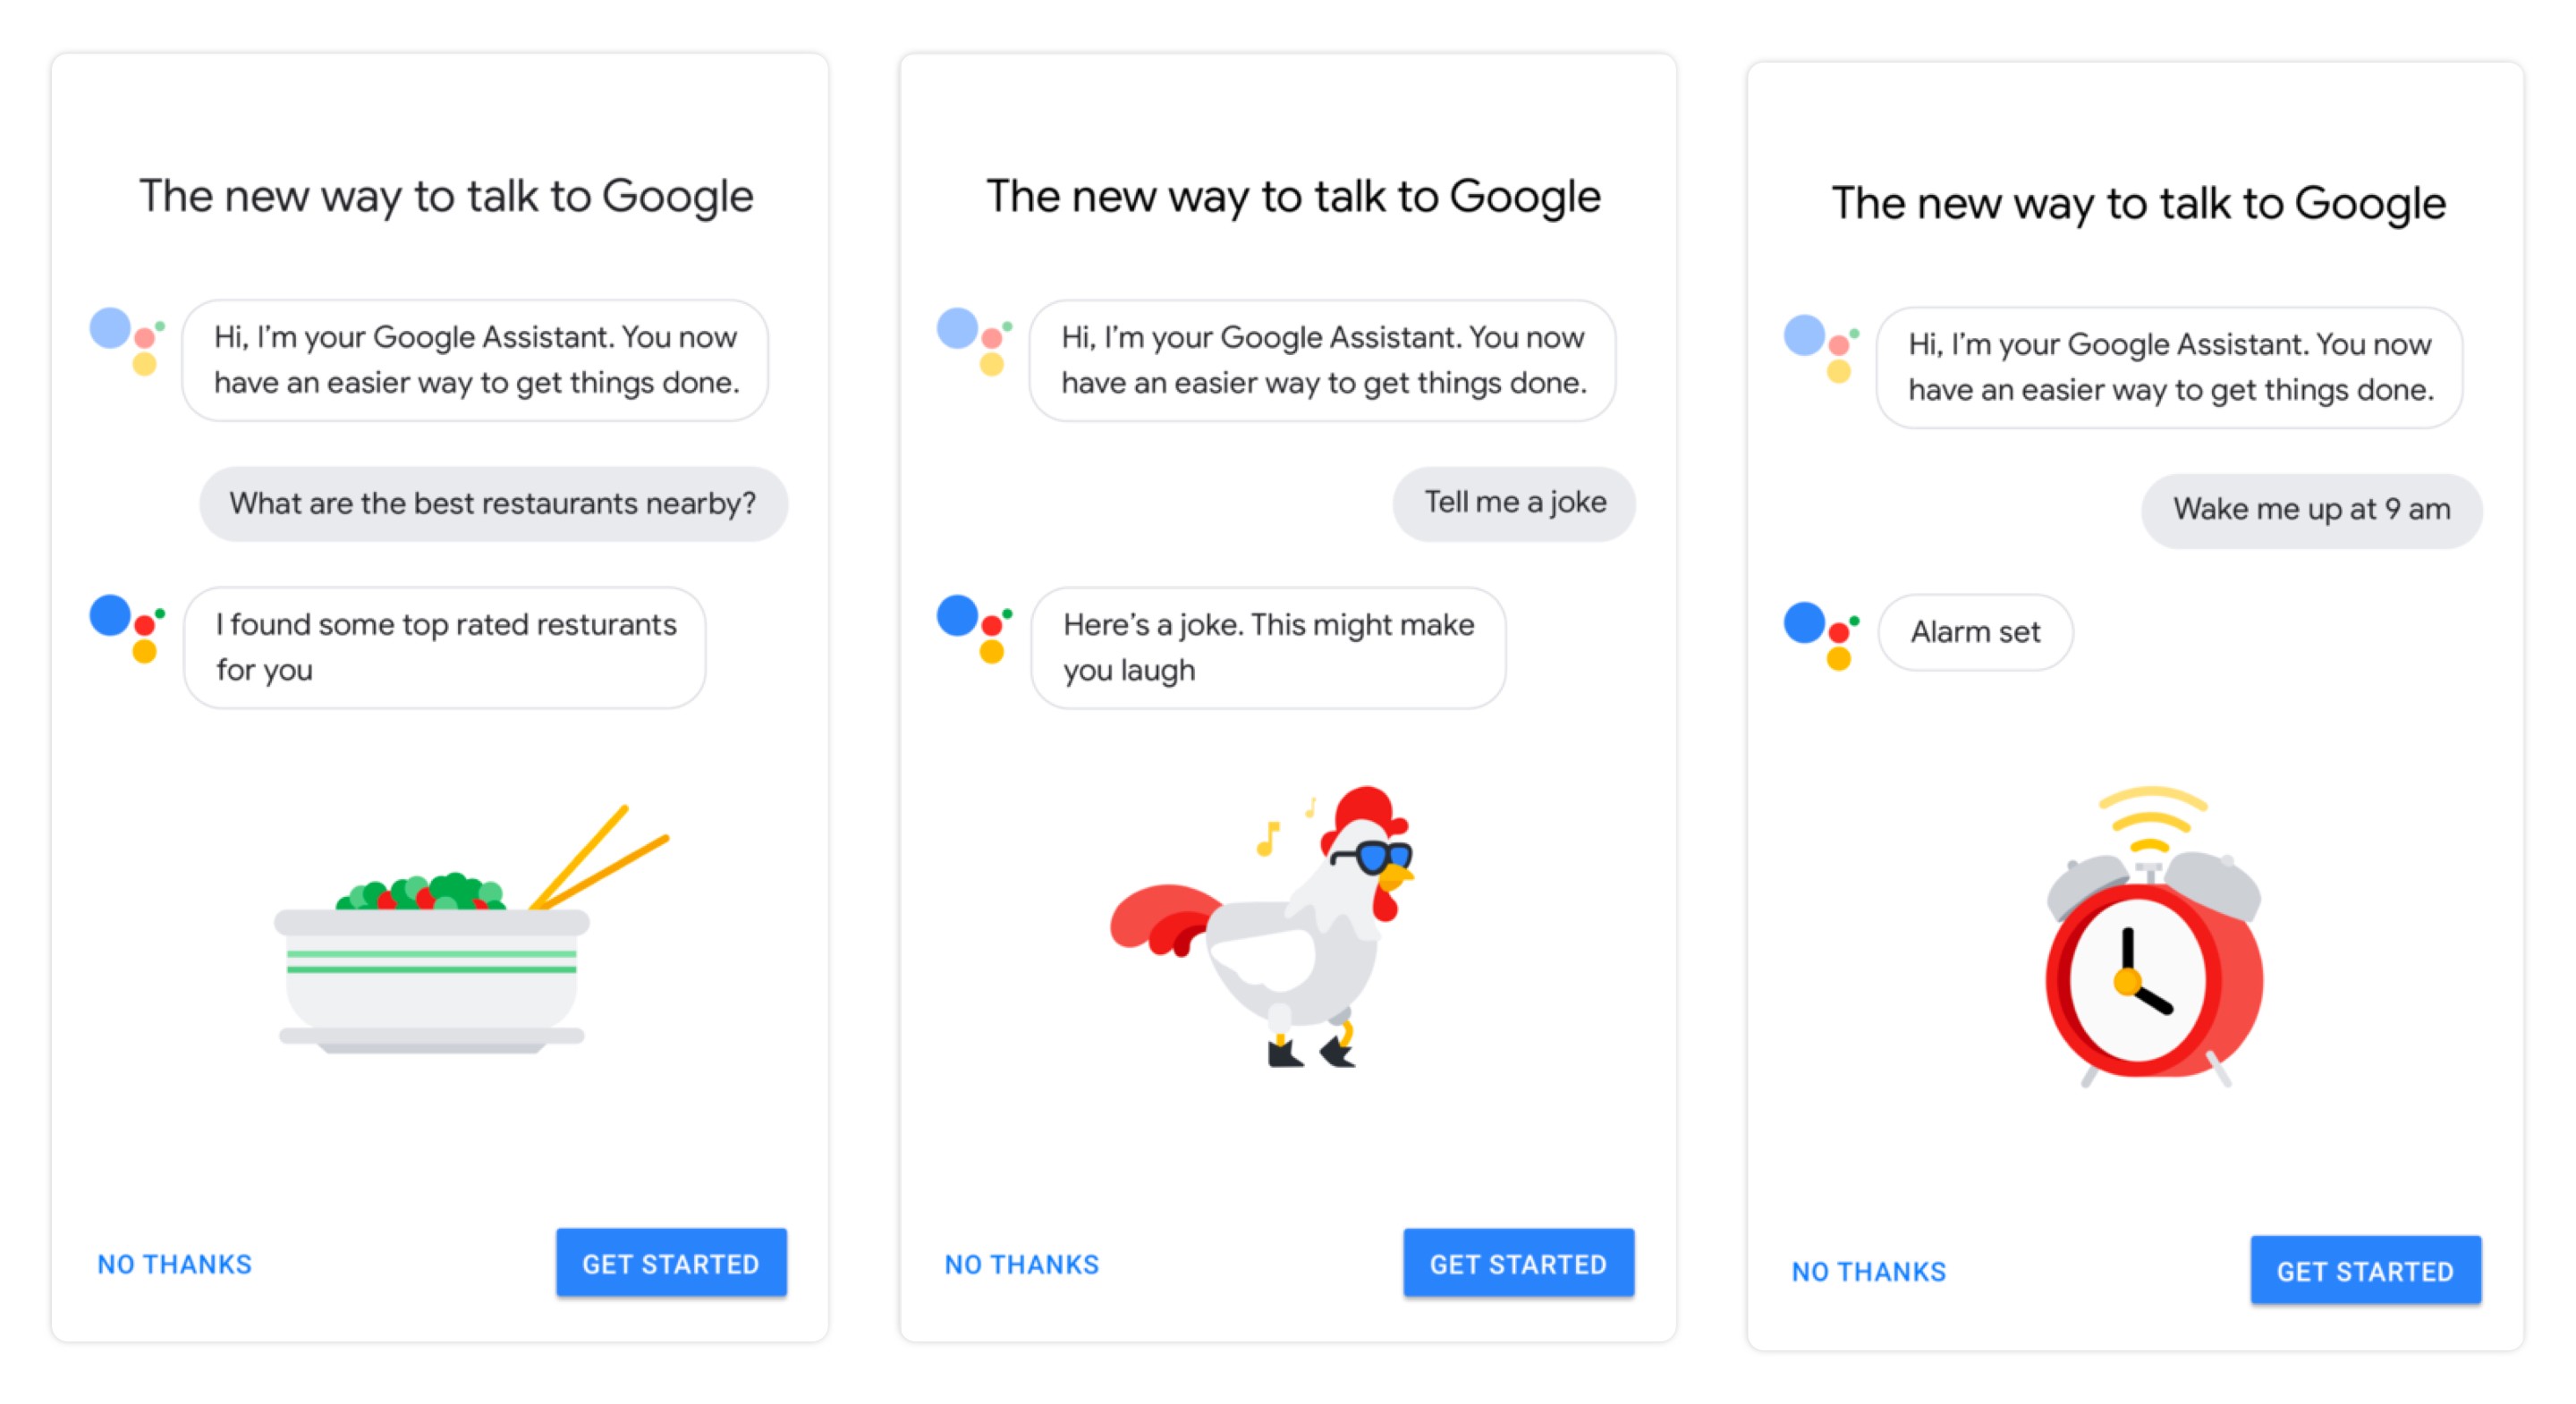 The new way to talk to Google
Hi, I'm your Google Assistant. You now
have an easier way to get things done.
What are the best restaurants nearby?
I found some top rated resturants
for you
NO THANKS
GET STARTED
The new way to talk to Google
Hi, I'm your Google Assistant. You now
have an easier way to get things done.
Tell me a joke
Here's a joke. This might make
you laugh
NO THANKS
GET STARTED
The new way to talk to Google
Hi, I'm your Google Assistant. You now
have an easier way to get things done.
Wake me up at 9 am
Alarm set
NO THANKS
GET STARTED